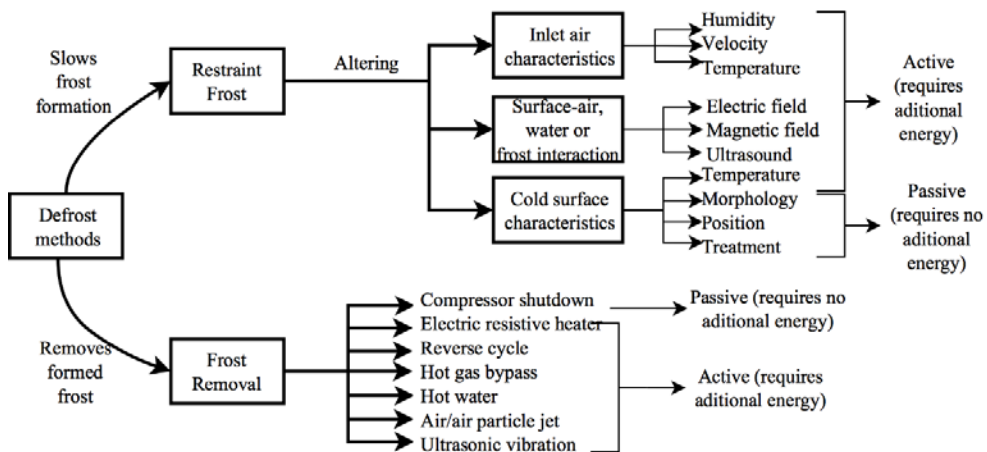 Slows
frost
formation
Restraint
Frost
Altering
Inlet air
characteristics
Humidity
Velocity
Temperature
Surface-air,
water or
frost interaction
Electric field
Magnetic field
Ultrasound
Cold surface
characteristics
Temperature
Morphology
Position
Treatment
Active
(requires
aditional
energy)
Passive
(requires no
aditional
energy)
Defrost
methods
Removes
formed
frost
Frost
Removal
Compressor shutdown
Electric resistive heater
Reverse cycle
Hot gas bypass
Hot water
Air/air particle jet
Ultrasonic vibration
Passive (requires no
aditional energy)
Active (requires
aditional energy)